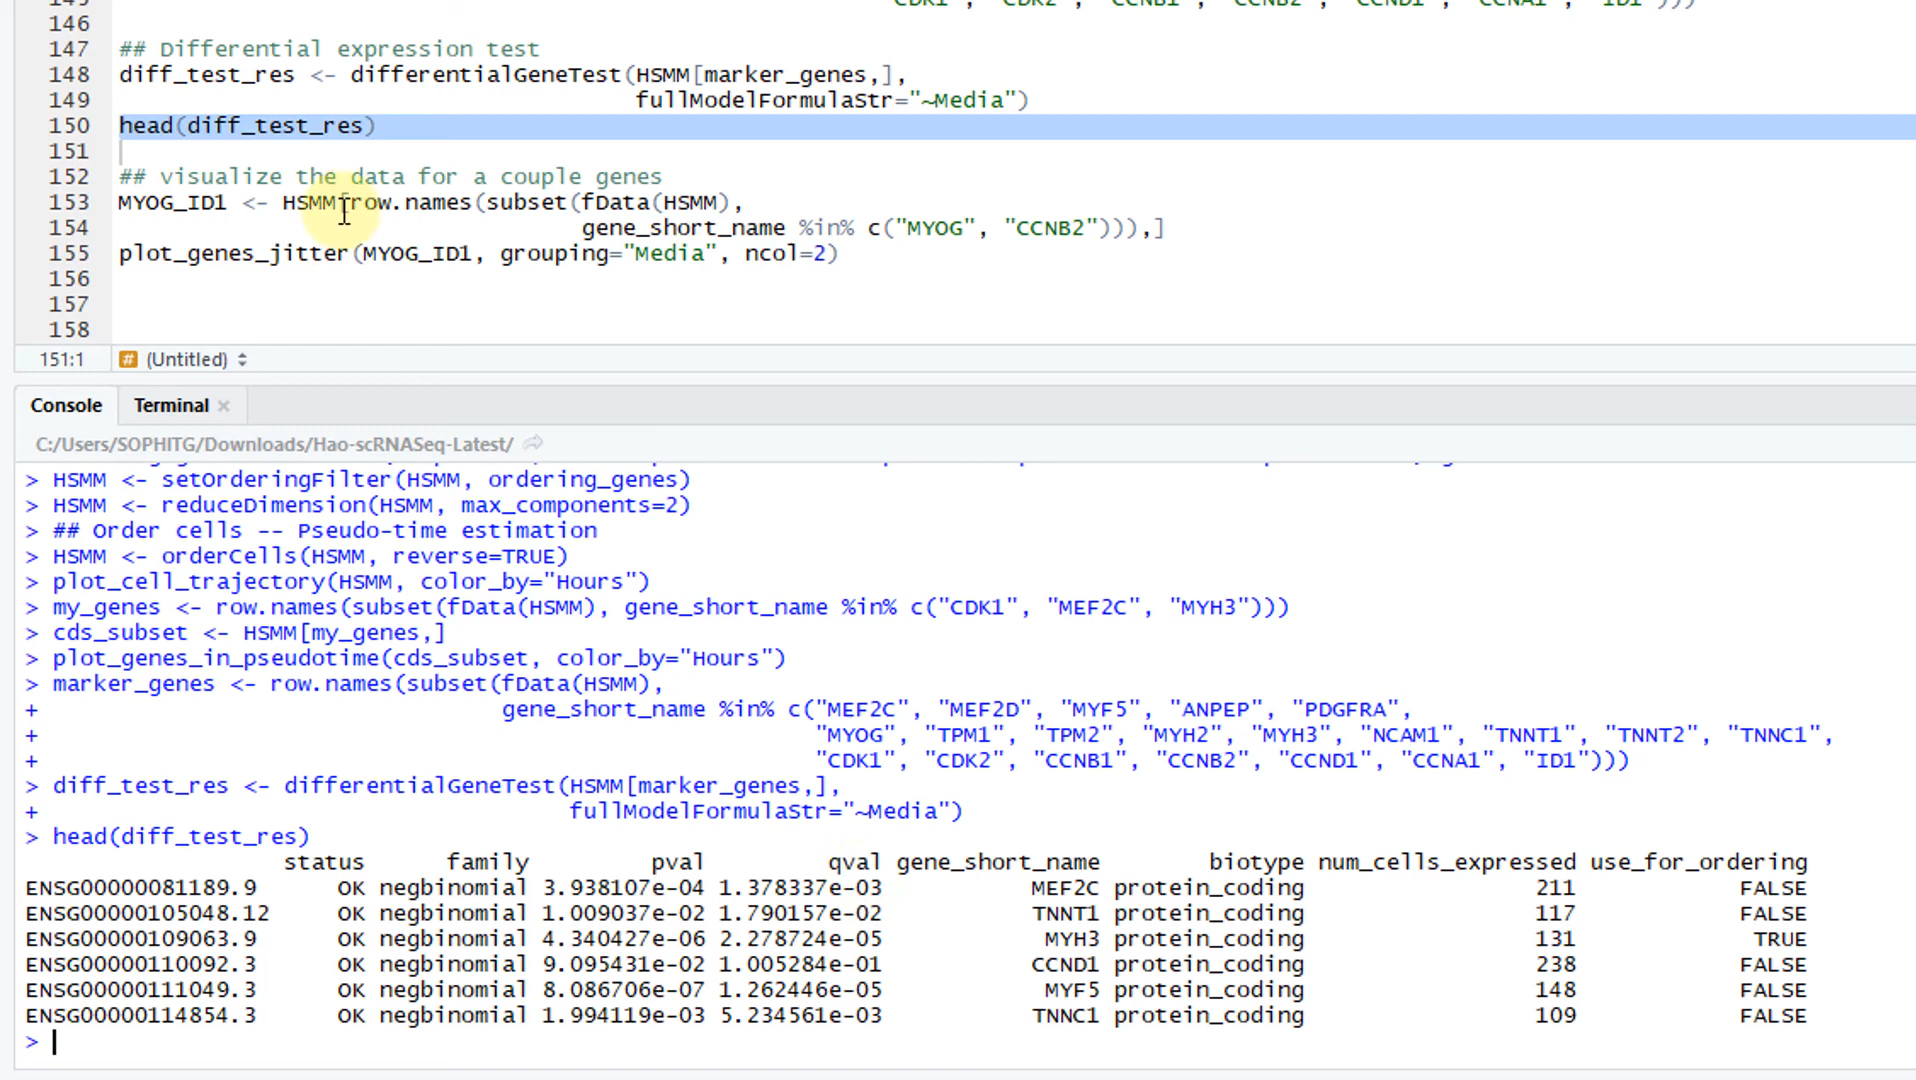 145 "CDK1", "CDK2", "CCNB1", "CCNB2", "CCND1", "CCNA1", "ID1")))
146
147 ## Differential expression test
148 diff_test_res <- differentialGeneTest(HSMM[marker_genes,],
149 fullModelFormulaStr="~Media")
150 head(diff_test_res)
151
152 ## visualize the data for a couple genes
153 MYOG_ID1 <- HSMM[row.names(subset(fData(HSMM),
154 gene_short_name %in% c("MYOG", "CCNB2"))),]
155 plot_genes_jitter(MYOG_ID1, grouping="Media", ncol=2)
156
157
158
151:1 # (Untitled)
Console Terminal
C:/Users/SOPHITG/Downloads/Hao-scRNASeq-Latest/
> HSMM <- setOrderingFilter(HSMM, ordering_genes)
> HSMM <- reduceDimension(HSMM, max_components=2)
> ## Order cells -- Pseudo-time estimation
> HSMM <- orderCells(HSMM, reverse=TRUE)
> plot_cell_trajectory(HSMM, color_by="Hours")
> my_genes <- row.names(subset(fData(HSMM), gene_short_name %in% c("CDK1", "MEF2C", "MYH3")))
> cds_subset <- HSMM[my_genes,]
> plot_genes_in_pseudotime(cds_subset, color_by="Hours")
> marker_genes <- row.names(subset(fData(HSMM),
+ gene_short_name %in% c("MEF2C", "MEF2D", "MYF5", "ANPEP", "PDGFRA",
+ "MYOG", "TPM1", "TPM2", "MYH2", "MYH3", "NCAM1", "TNNT1", "TNNT2", "TNNC1",
+ "CDK1", "CDK2", "CCNB1", "CCNB2", "CCND1", "CCNA1", "ID1")))
> diff_test_res <- differentialGeneTest(HSMM[marker_genes,],
+ fullModelFormulaStr="~Media")
> head(diff_test_res)
status family pval qval gene_short_name biotype num_cells_expressed use_for_ordering
ENSG00000081189.9 OK negbinomial 3.938107e-04 1.378337e-03 MEF2C protein_coding 211 FALSE
ENSG00000105048.12 OK negbinomial 1.009037e-02 1.790157e-02 TNNT1 protein_coding 117 FALSE
ENSG00000109063.9 OK negbinomial 4.340427e-06 2.278724e-05 MYH3 protein_coding 131 TRUE
ENSG00000110092.3 OK negbinomial 9.095431e-02 1.005284e-01 CCND1 protein_coding 238 FALSE
ENSG00000111049.3 OK negbinomial 8.086706e-07 1.262446e-05 MYF5 protein_coding 148 FALSE
ENSG00000114854.3 OK negbinomial 1.994119e-03 5.234561e-03 TNNC1 protein_coding 109 FALSE
>